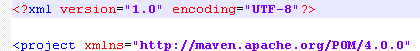 <?xml version="1.0" encoding="UTF-8"?>
<project xmlns="http://maven.apache.org/POM/4.0.0"